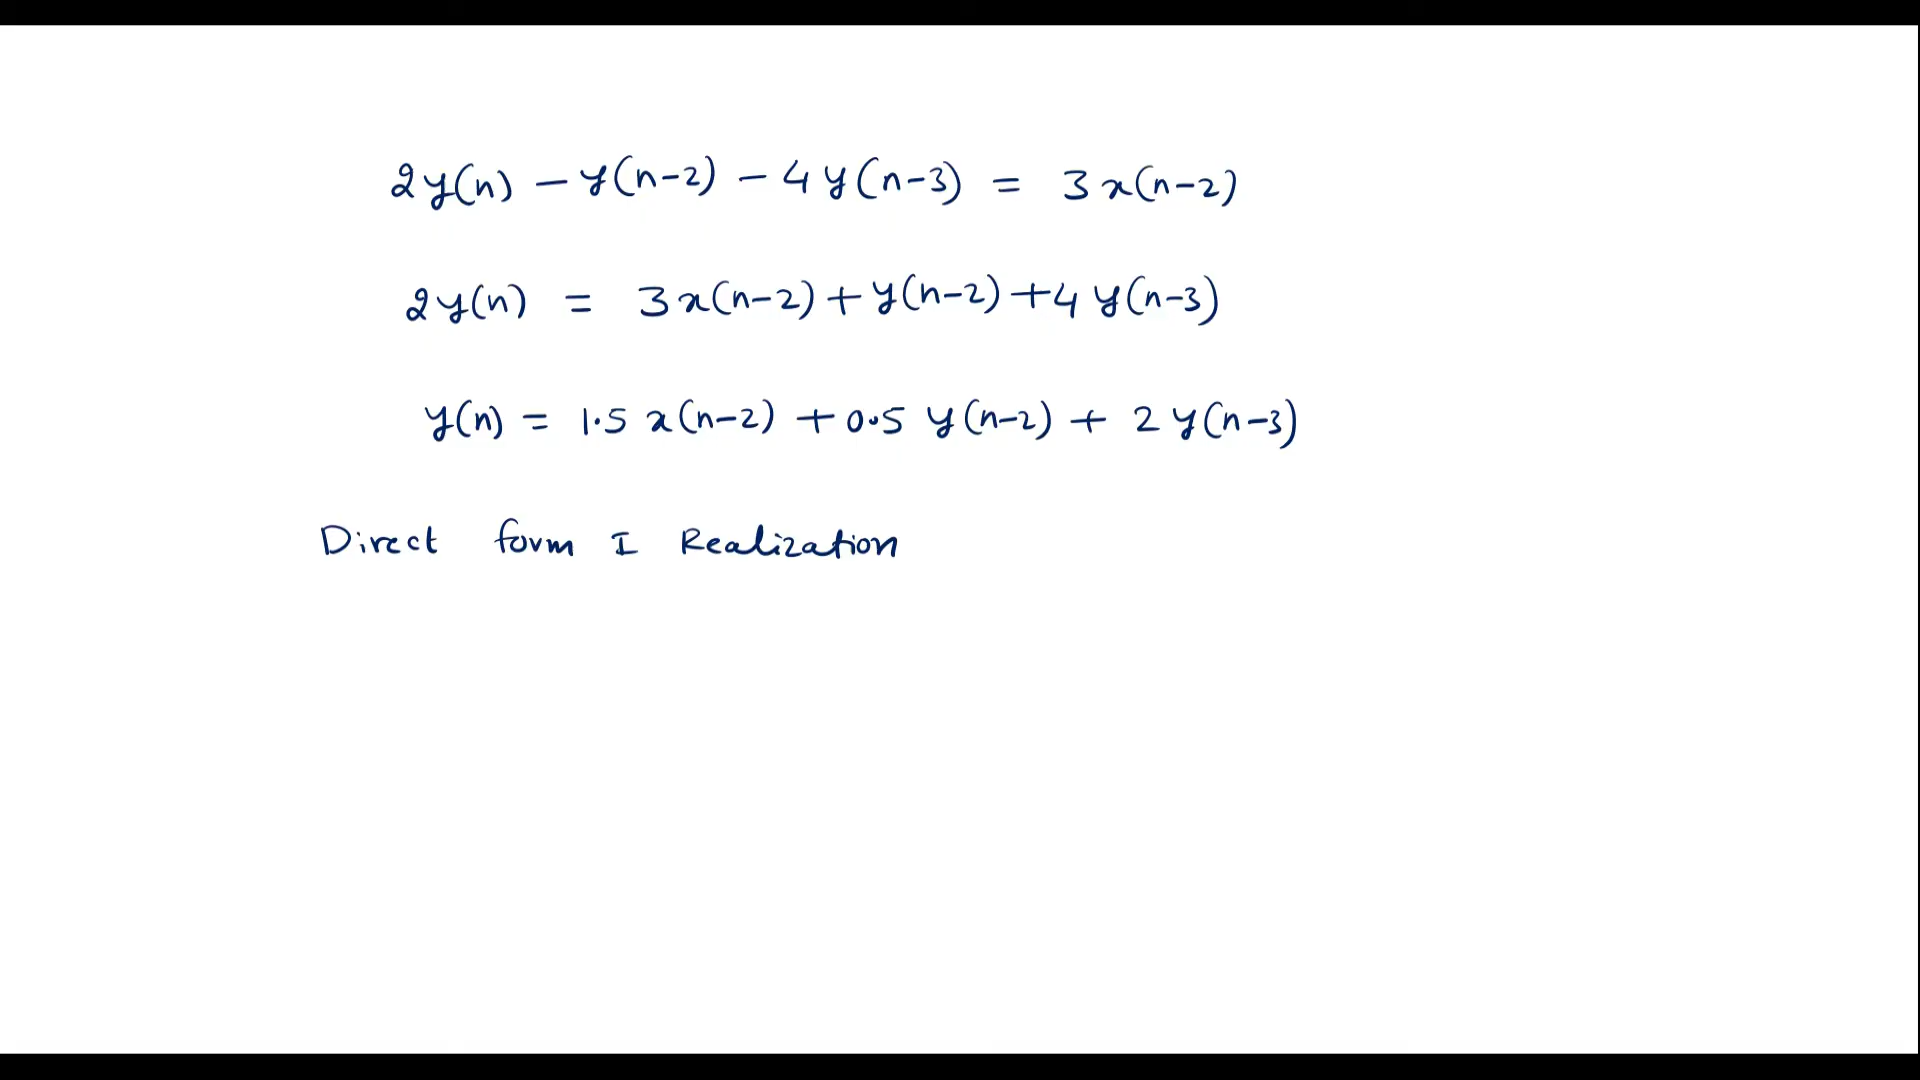 2y(n) - y(n-2) - 4y(n-3) = 3x(n-2)
2y(n) = 3x(n-2) + y(n-2) + 4y(n-3)
y(n) = 1.5 x(n-2) + 0.5 y(n-2) + 2 y(n-3)
Direct form I Realization